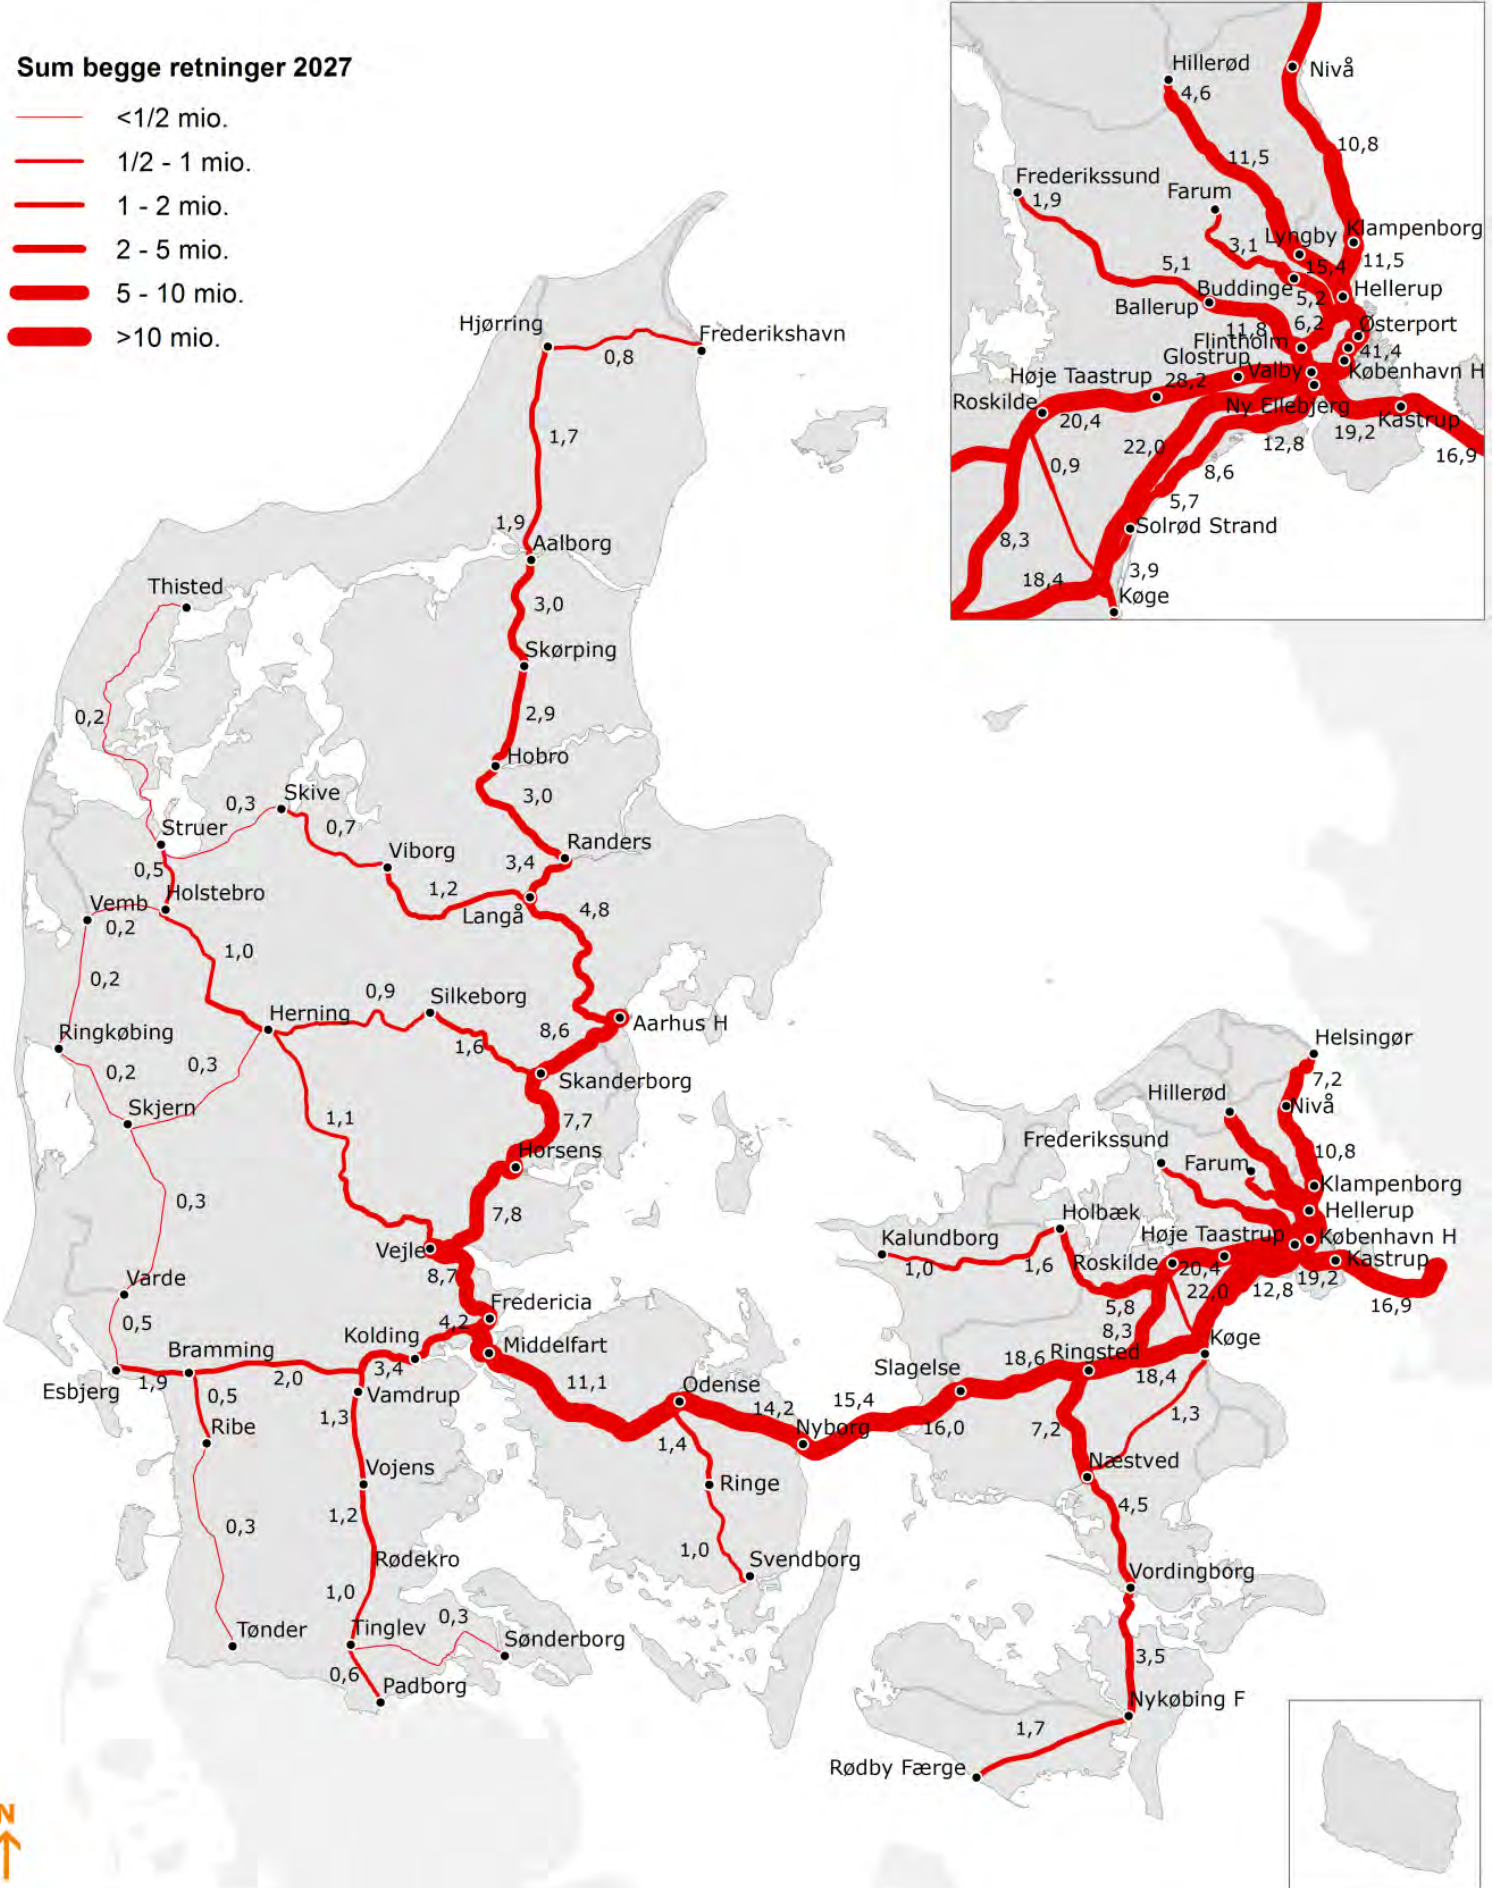 Sum begge retninger 2027
<1/2 mio.
1/2 - 1 mio.
1 - 2 mio.
2 - 5 mio.
5 - 10 mio.
>10 mio.
Hillerød
4,6
Nivå
11,5
10,8
Frederikssund
1,9
Farum
3,1
Lyngby
Klampenborg
15,4
11,5
5,1
Buddinge
5,2
Hellerup
Ballerup
11,8
6,2
Østerport
Flintholm
41,4
Glostrup
Valby
København H
Høje Taastrup
28,2
Roskilde
20,4
Ny Ellebjerg
Kastrup
22,0
12,8
19,2
16,9
0,9
8,6
5,7
Solrød Strand
8,3
18,4
3,9
Køge
Hjørring
Frederikshavn
0,8
1,7
1,9
Aalborg
Thisted
3,0
Skørping
0,2
2,9
Hobro
3,0
Skive
0,3
0,7
Struer
Viborg
Randers
3,4
0,5
Holstebro
1,2
Langå
4,8
Vemb
0,2
1,0
0,2
0,9
Silkeborg
Herning
8,6
Aarhus H
Ringkøbing
1,6
0,2
0,3
Skanderborg
Skjern
1,1
7,7
Horsens
0,3
7,8
Vejle
8,7
Varde
Fredericia
0,5
Kolding
4,2
Middelfart
Bramming
3,4
Esbjerg
1,9
2,0
Vamdrup
0,5
11,1
Odense
1,3
Ribe
14,2
15,4
Nyborg
1,4
Vojens
Ringe
1,2
0,3
Rødekro
1,0
Svendborg
1,0
Tønder
Tinglev
0,3
Sønderborg
0,6
Padborg
Helsingør
7,2
Hillerød
Nivå
Frederikssund
10,8
Farum
Klampenborg
Holbæk
Hellerup
Kalundborg
Høje Taastrup
København H
1,0
1,6
Roskilde
20,4
Kastrup
19,2
22,0
12,8
16,9
5,8
8,3
Køge
Slagelse
18,6
Ringsted
18,4
16,0
7,2
1,3
Næstved
4,5
Vordingborg
3,5
Nykøbing F
1,7
Rødby Færge
N